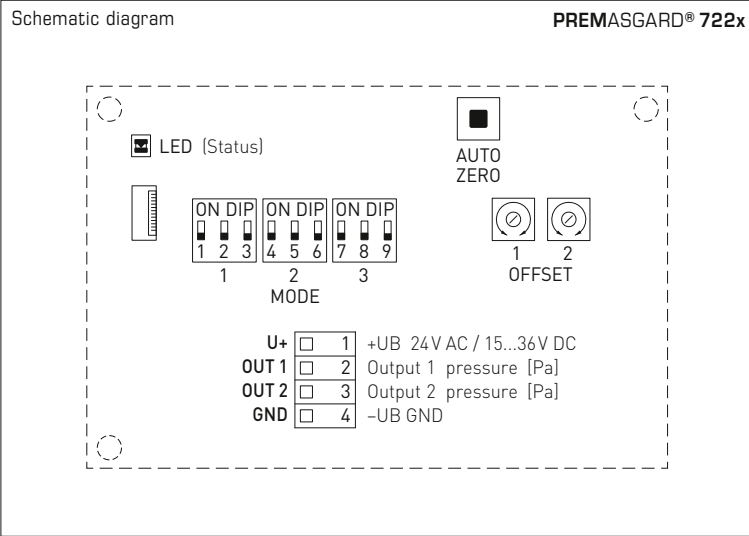 Schematic diagram
PREMASGARD® 722x
LED (Status)
AUTO
ZERO
ON DIP ON DIP ON DIP
1 2 3 4 5 6 7 8 9
1 2 3
MODE
1 2
OFFSET
U+ 1 +UB 24V AC / 15...36V DC
OUT 1 2 Output 1 pressure [Pa]
OUT 2 3 Output 2 pressure [Pa]
GND 4 –UB GND